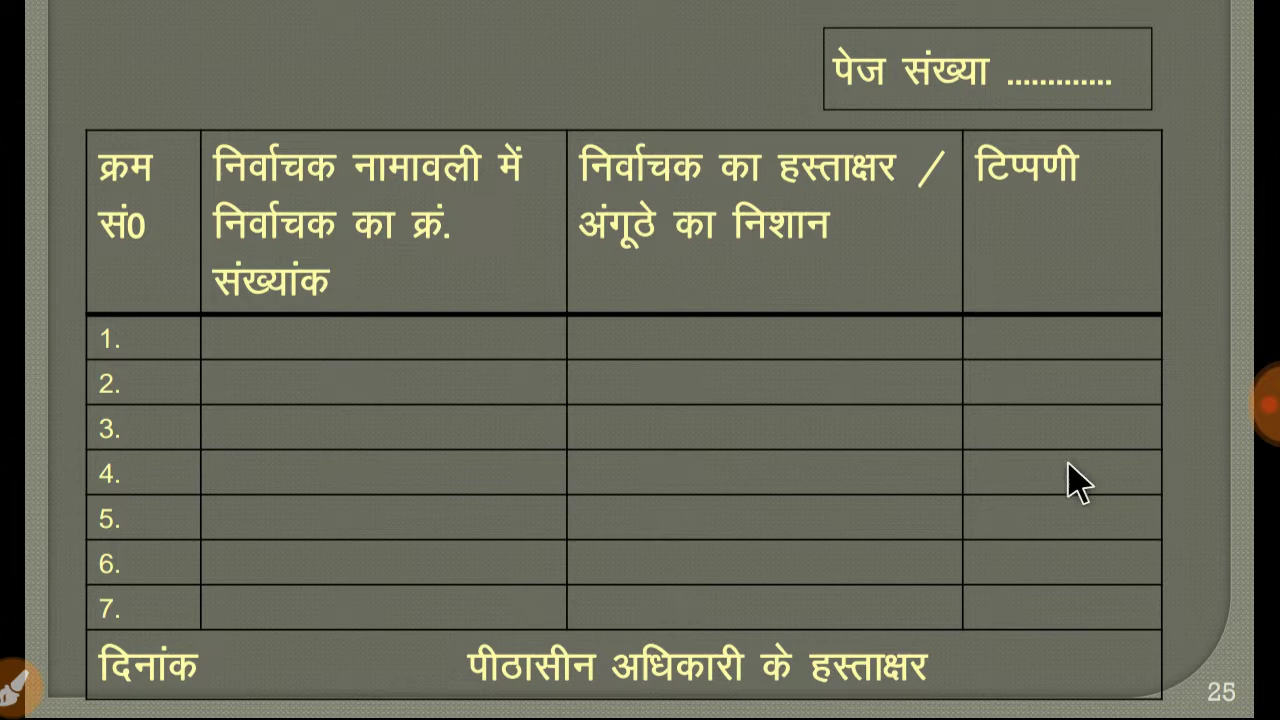 पेज संख्या .............
क्रम सं0
निर्वाचक नामावली में निर्वाचक का क्रं. संख्यांक
निर्वाचक का हस्ताक्षर / अंगूठे का निशान
टिप्पणी
1.
2.
3.
4.
5.
6.
7.
दिनांक पीठासीन अधिकारी के हस्ताक्षर
25